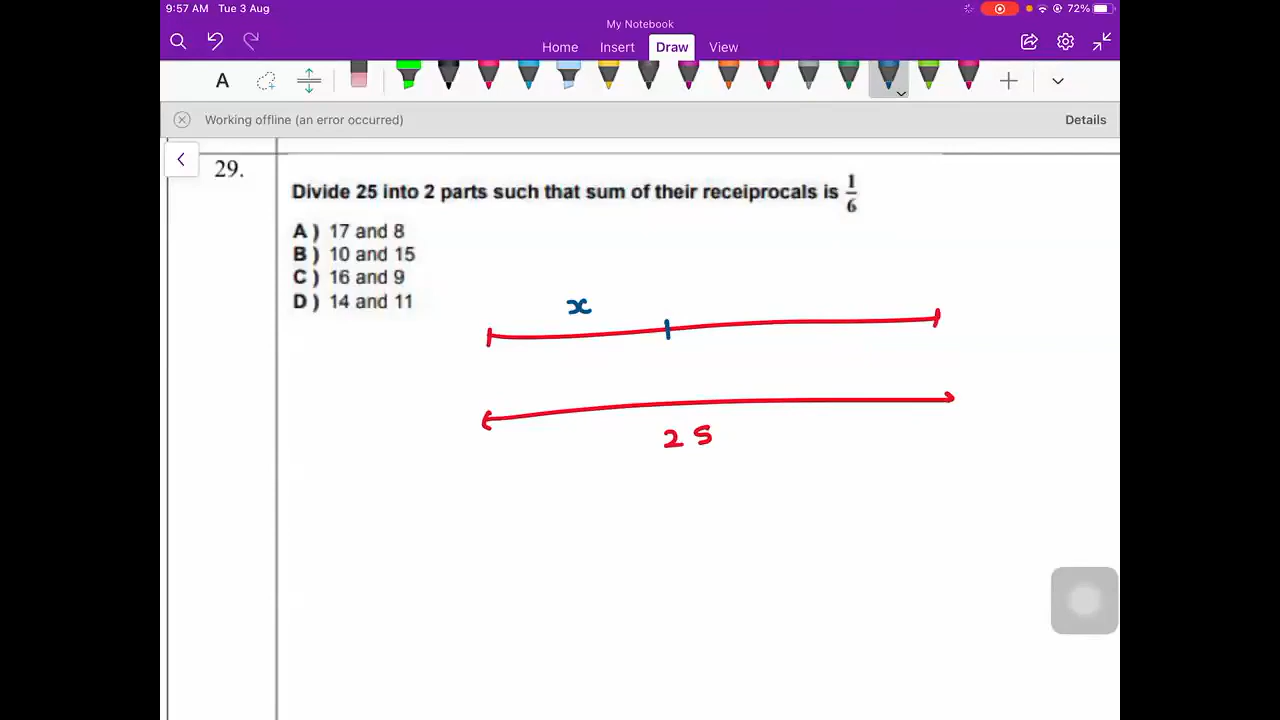 9:57 AM Tue 3 Aug
72%
My Notebook
Home Insert Draw View
A
Working offline (an error occurred)
Details
29.
Divide 25 into 2 parts such that sum of their receiprocals is 1/6
A ) 17 and 8
B ) 10 and 15
C ) 16 and 9
D ) 14 and 11
x
25